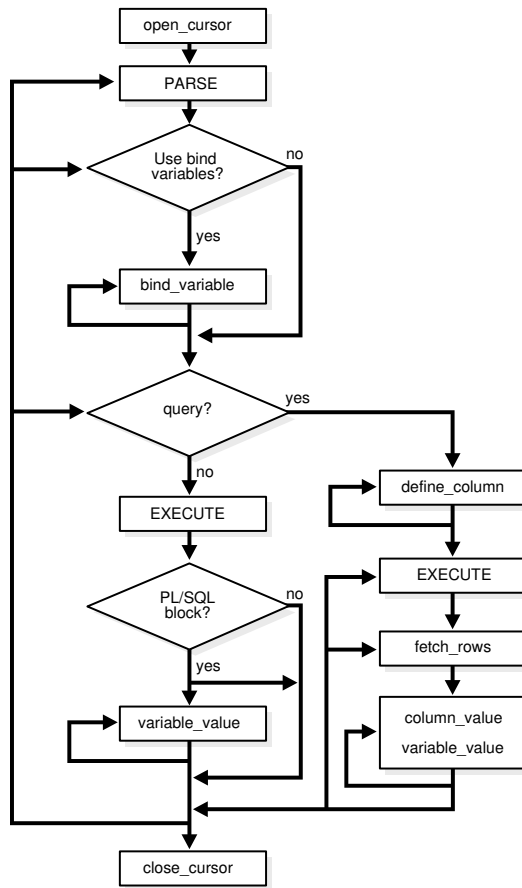 open_cursor
PARSE
Use bind
variables?
no
yes
bind_variable
query?
yes
no
define_column
EXECUTE
EXECUTE
PL/SQL
block?
no
yes
fetch_rows
variable_value
column_value
variable_value
close_cursor